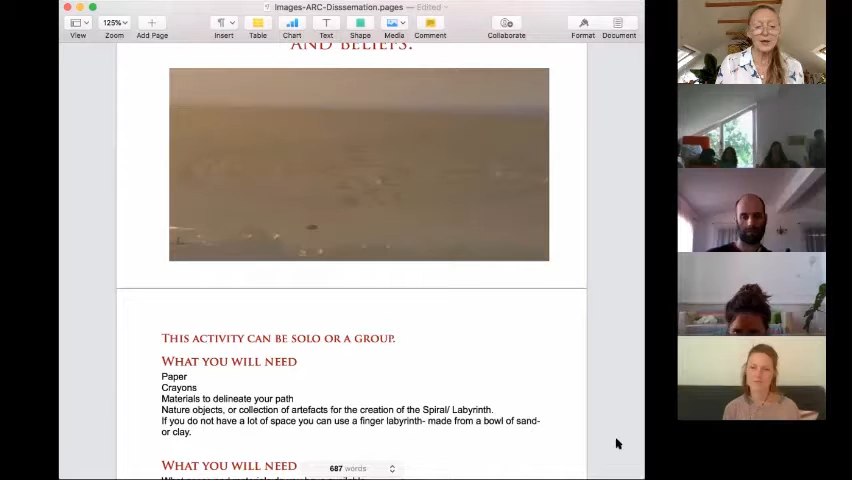 Images-ARC-Disssemation.pages — Edited
125%
View
Zoom
Add Page
Insert
Table
Chart
Text
Shape
Media
Comment
Collaborate
Format
Document
AND BELIEFS.
THIS ACTIVITY CAN BE SOLO OR A GROUP.
WHAT YOU WILL NEED
Paper
Crayons
Materials to delineate your path
Nature objects, or collection of artefacts for the creation of the Spiral/ Labyrinth.
If you do not have a lot of space you can use a finger labyrinth- made from a bowl of sand-
or clay.
WHAT YOU WILL NEED
687 words